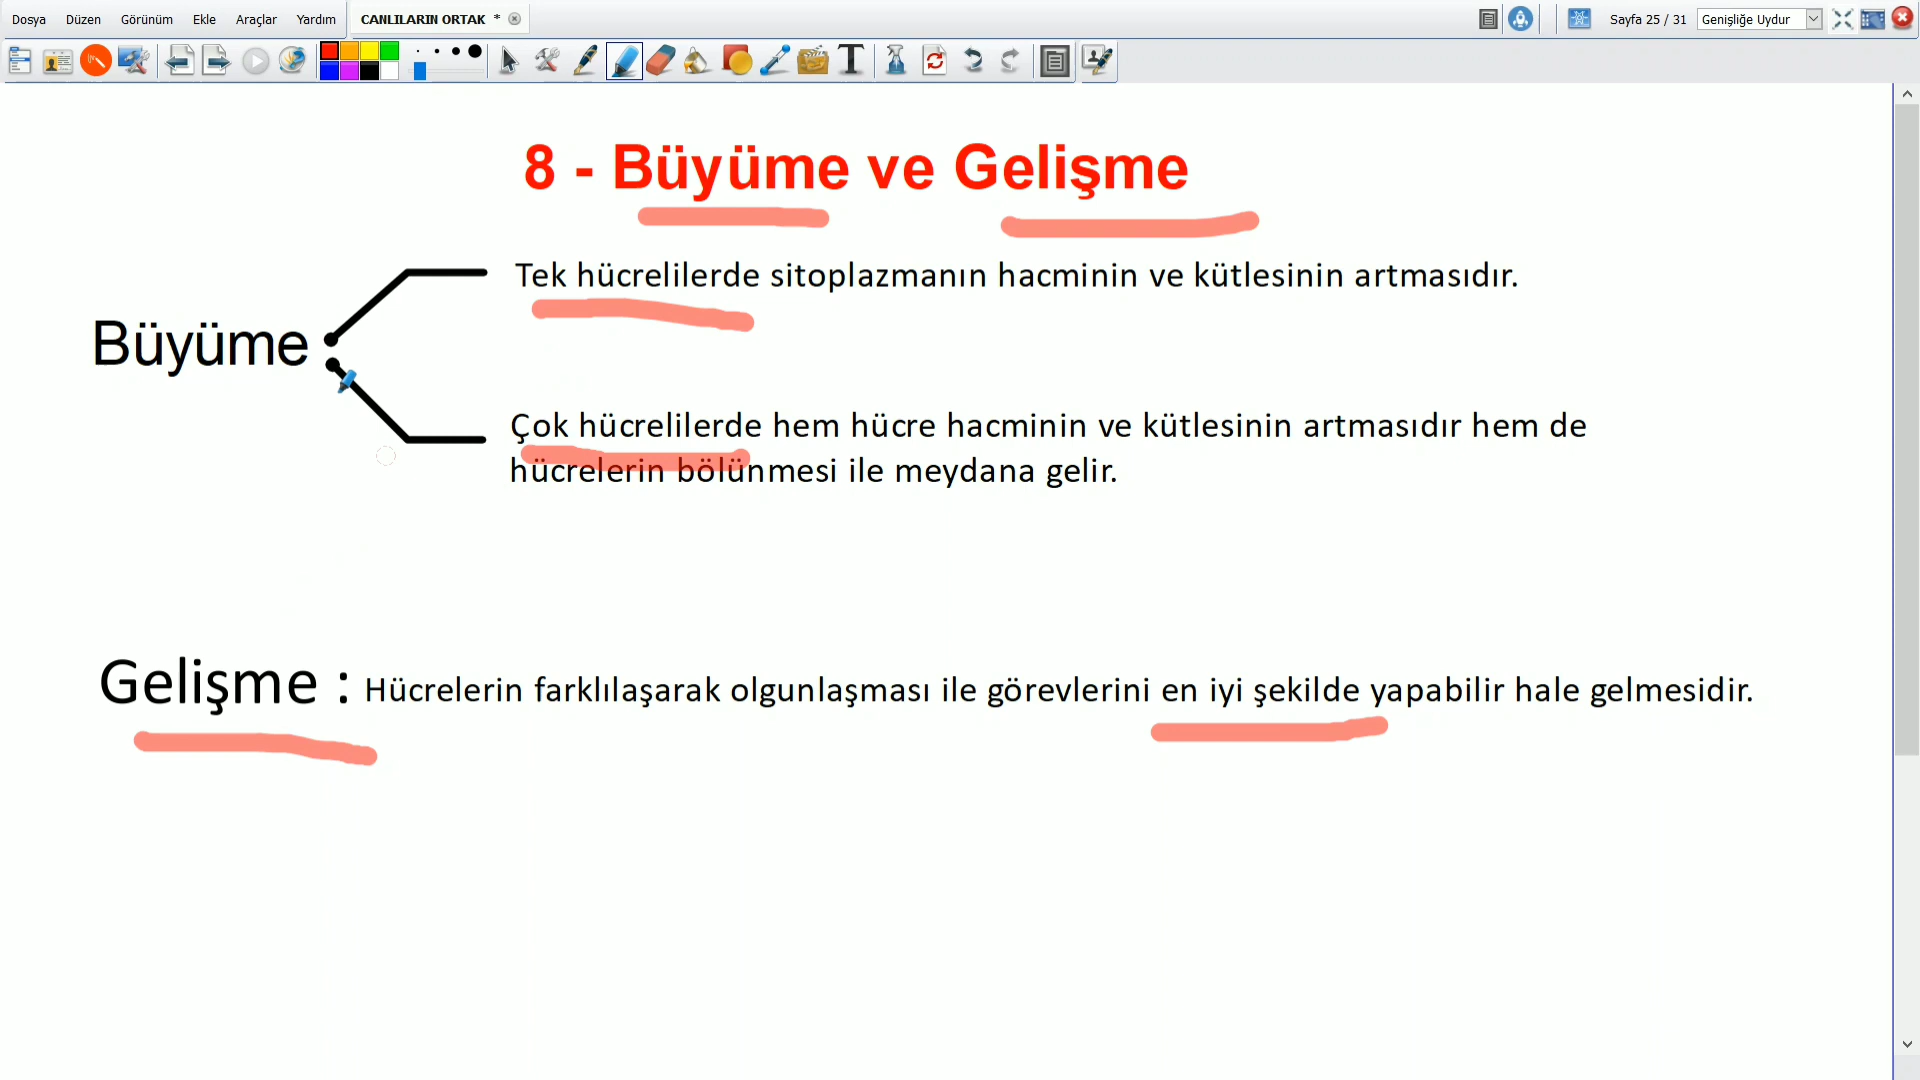 Dosya Düzen Görünüm Ekle Araçlar Yardım CANLILARIN ORTAK * Sayfa 25 / 31 Genişliğe Uydur
T
8 - Büyüme ve Gelişme
Tek hücrelilerde sitoplazmanın hacminin ve kütlesinin artmasıdır.
Büyüme
Çok hücrelilerde hem hücre hacminin ve kütlesinin artmasıdır hem de
hücrelerin bölünmesi ile meydana gelir.
Gelişme : Hücrelerin farklılaşarak olgunlaşması ile görevlerini en iyi şekilde yapabilir hale gelmesidir.